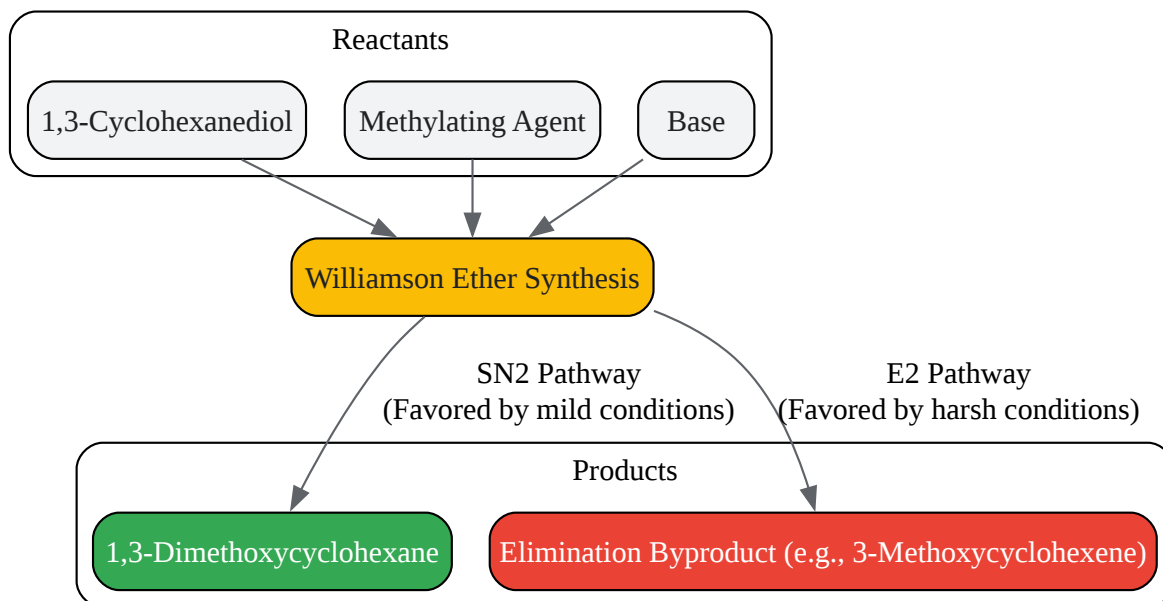 Reactants
1,3-Cyclohexanediol
Methylating Agent
Base
Williamson Ether Synthesis
SN2 Pathway
(Favored by mild conditions)
E2 Pathway
(Favored by harsh conditions)
Products
1,3-Dimethoxycyclohexane
Elimination Byproduct (e.g., 3-Methoxycyclohexene)